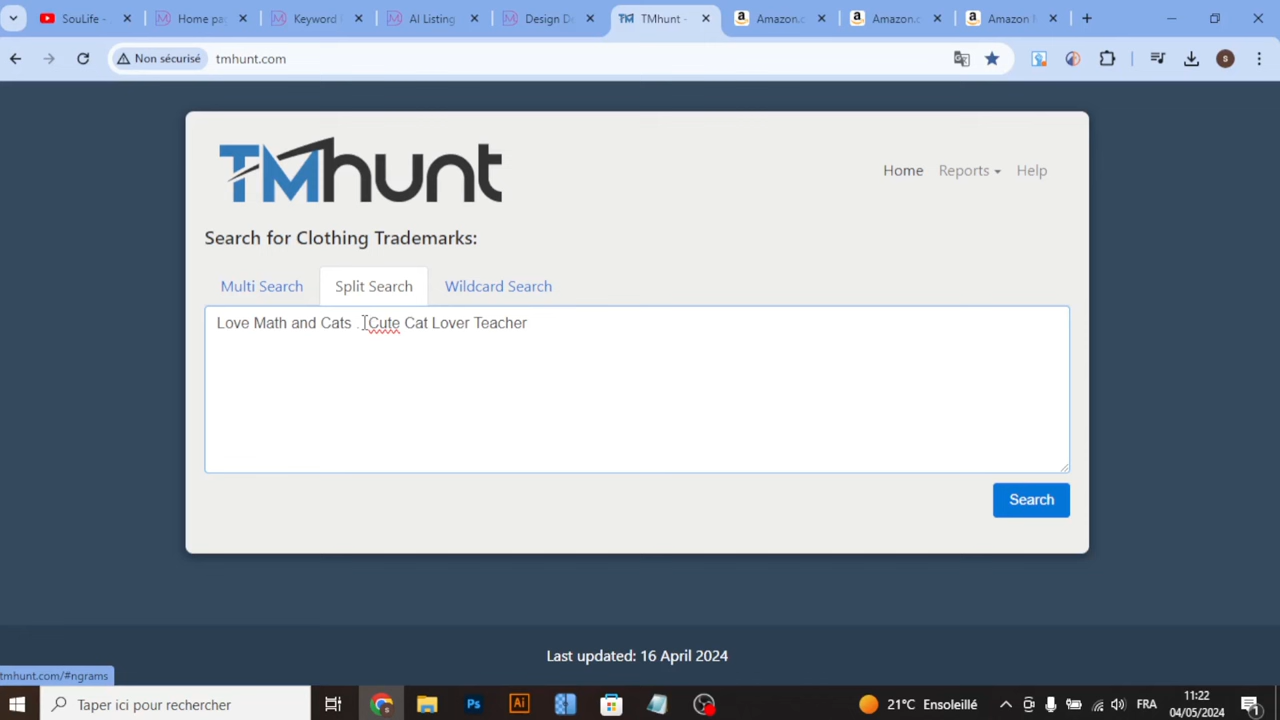 SouLife -
Home pa
Keyword
AI Listing
Design D
TMhunt -
Amazon.c
Amazon.c
Amazon
Non sécurisé
tmhunt.com
S
TMhunt
Home
Reports
Help
Search for Clothing Trademarks:
Multi Search
Split Search
Wildcard Search
Love Math and Cats . Cute Cat Lover Teacher
Search
Last updated: 16 April 2024
tmhunt.com/#ngrams
Taper ici pour rechercher
Ps
Ai
21°C Ensoleillé
FRA
11:22
04/05/2024
1